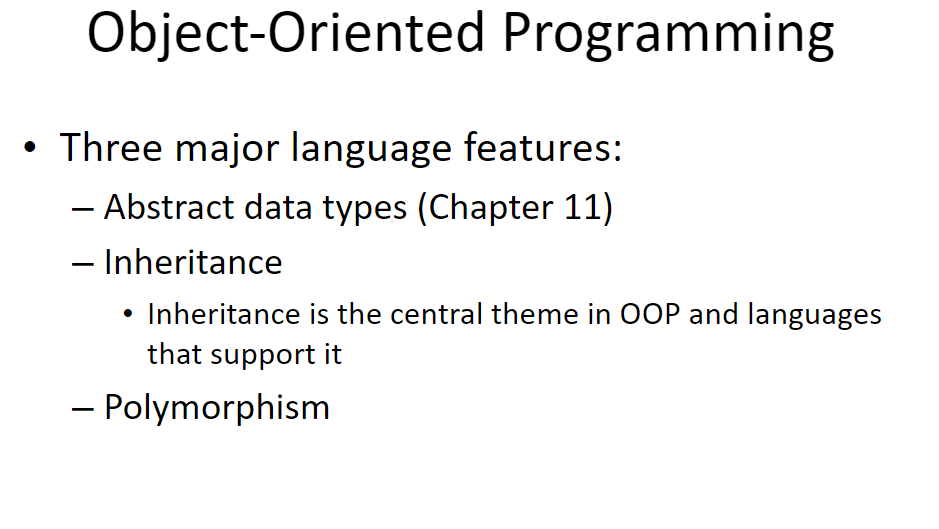 Object-Oriented Programming
• Three major language features:
– Abstract data types (Chapter 11)
– Inheritance
• Inheritance is the central theme in OOP and languages
that support it
– Polymorphism